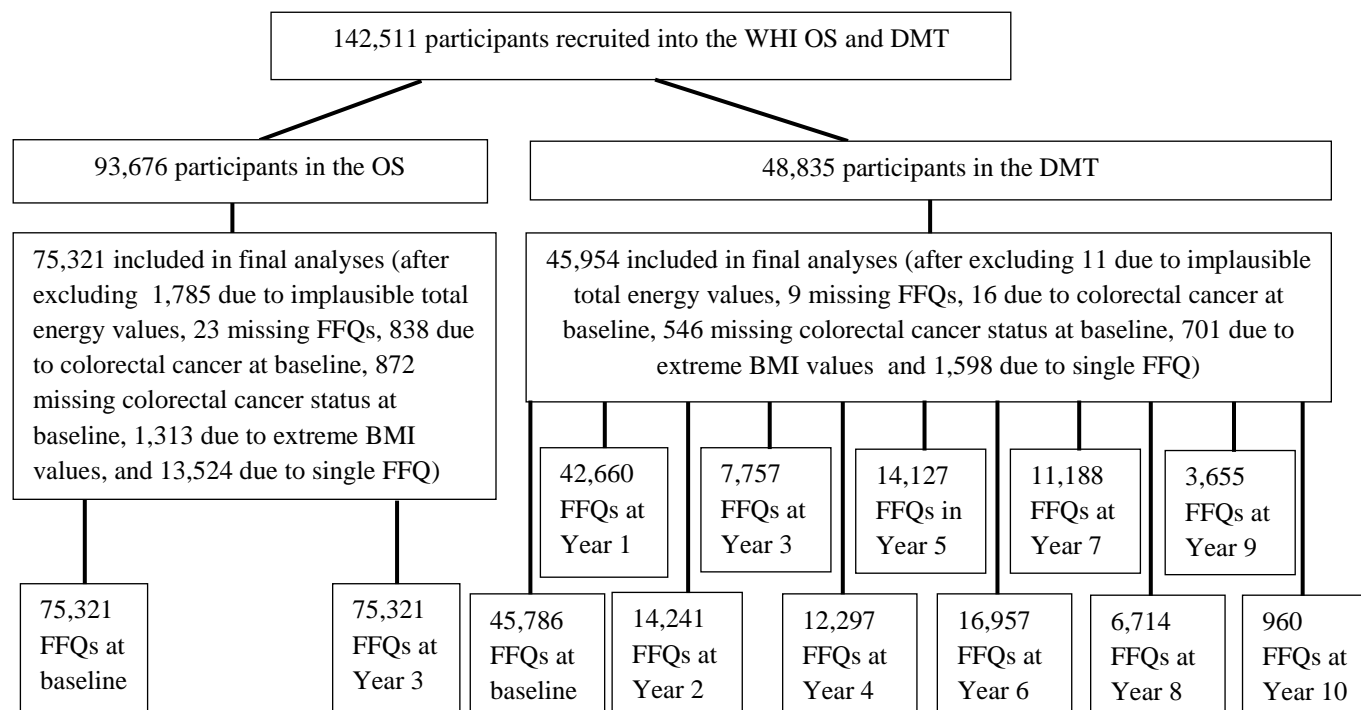 142,511 participants recruited into the WHI OS and DMT
93,676 participants in the OS
48,835 participants in the DMT
75,321 included in final analyses (after
excluding 1,785 due to implausible total
energy values, 23 missing FFQs, 838 due
to colorectal cancer at baseline, 872
missing colorectal cancer status at
baseline, 1,313 due to extreme BMI
values, and 13,524 due to single FFQ)
45,954 included in final analyses (after excluding 11 due to implausible
total energy values, 9 missing FFQs, 16 due to colorectal cancer at
baseline, 546 missing colorectal cancer status at baseline, 701 due to
extreme BMI values and 1,598 due to single FFQ)
42,660
FFQs at
Year 1
7,757
FFQs at
Year 3
14,127
FFQs in
Year 5
11,188
FFQs at
Year 7
3,655
FFQs at
Year 9
75,321
FFQs at
baseline
75,321
FFQs at
Year 3
45,786
FFQs at
baseline
14,241
FFQs at
Year 2
12,297
FFQs at
Year 4
16,957
FFQs at
Year 6
6,714
FFQs at
Year 8
960
FFQs at
Year 10